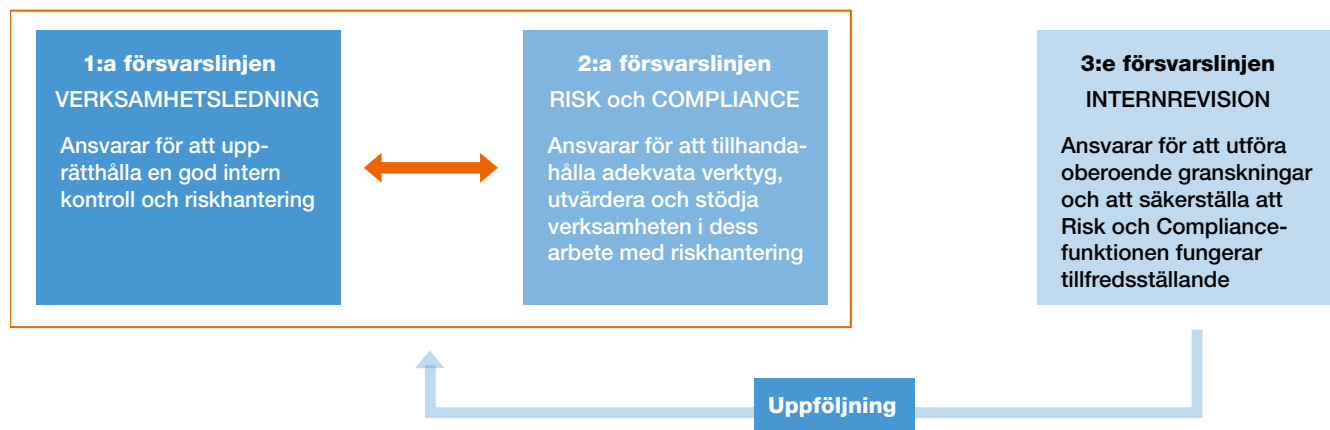 1:a försvarslinjen
VERKSAMHETSLEDNING
Ansvarar för att upp-
rätthålla en god intern
kontroll och riskhantering
2:a försvarslinjen
RISK och COMPLIANCE
Ansvarar för att tillhanda-
hålla adekvata verktyg,
utvärdera och stödja
verksamheten i dess
arbete med riskhantering
3:e försvarslinjen
INTERNREVISION
Ansvarar för att utföra
oberoende granskningar
och att säkerställa att
Risk och Compliance-
funktionen fungerar
tillfredsställande
Uppföljning